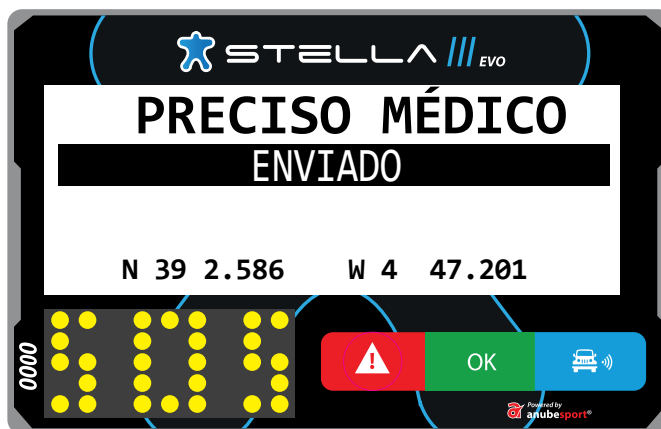 STELLA III EVO
PRECISO MÉDICO
ENVIADO
N 39 2.586 W 4 47.201
0000
SOS
OK
Powered by
anubesport®